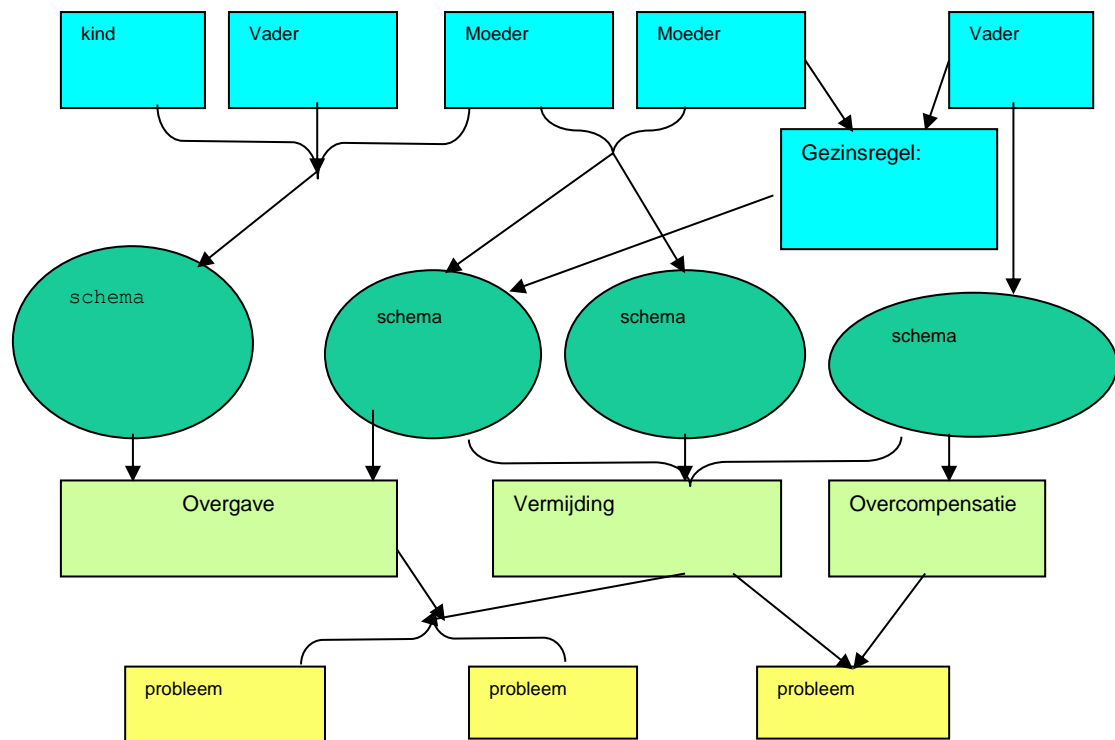 kind
Vader
Moeder
Moeder
Vader
Gezinsregel:
schema
schema
schema
schema
Overgave
Vermijding
Overcompensatie
probleem
probleem
probleem